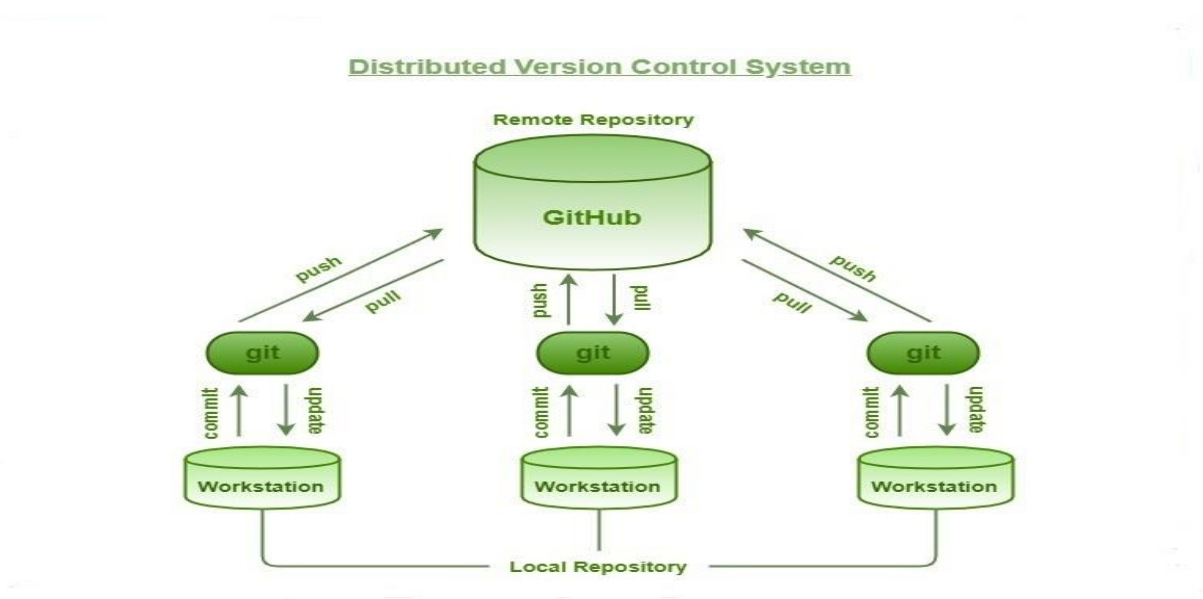 Distributed Version Control System
Remote Repository
GitHub
push
pull
push
pull
push
pull
git
git
git
commit
update
commit
update
commit
update
Workstation
Workstation
Workstation
Local Repository